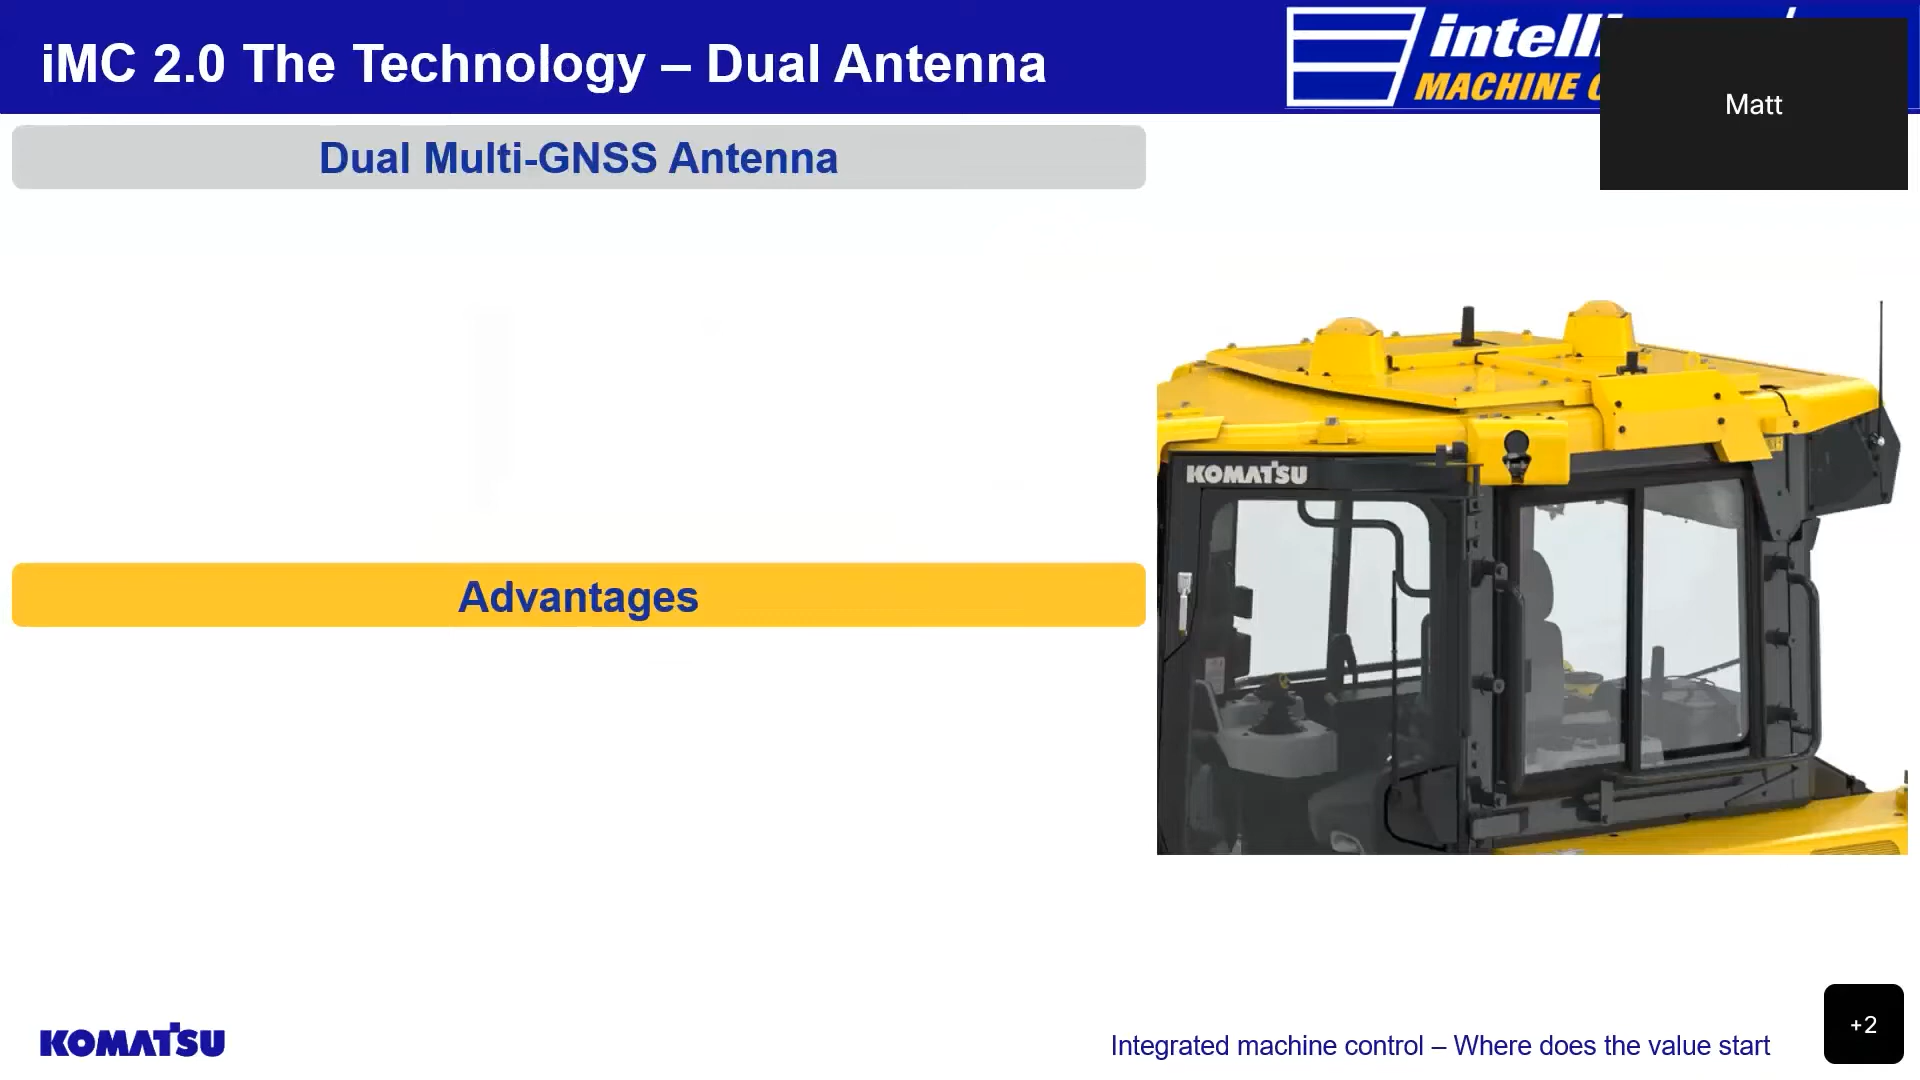 iMC 2.0 The Technology – Dual Antenna
MACHINE
Matt
Dual Multi-GNSS Antenna
KOMATSU
Advantages
KOMATSU
Integrated machine control – Where does the value start
+2